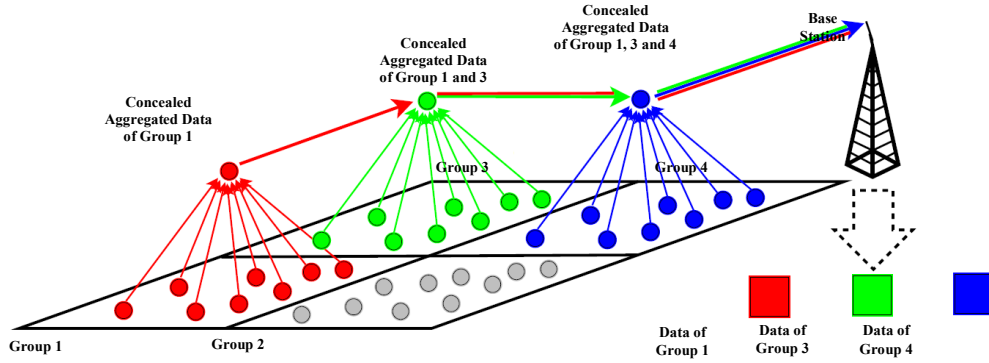 Concealed
Aggregated Data
of Group 1
Concealed
Aggregated Data
of Group 1 and 3
Concealed
Aggregated Data
of Group 1, 3 and 4
Base
Station
Group 3
Group 4
Group 1
Group 2
Data of
Group 1
Data of
Group 3
Data of
Group 4